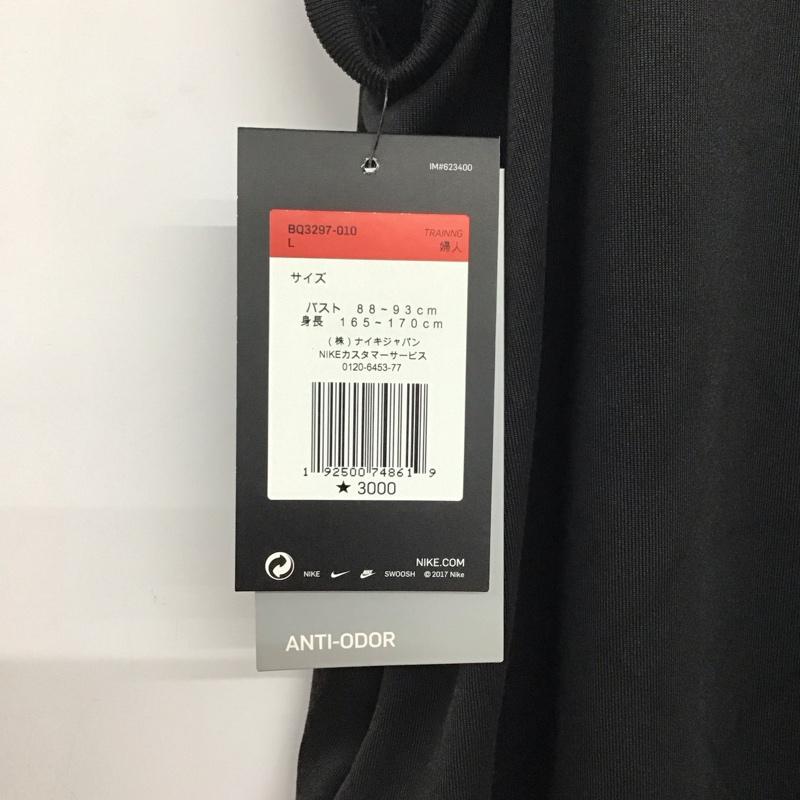 IM#623400
BQ3297-010 TRAINNG
L 婦人
サイズ
バスト 88~93cm
身長 165~170cm
(株)ナイキジャパン
NIKEカスタマーサービス
0120-6453-77
1 92500 74861 9
★ 3000
NIKE.COM
NIKE SWOOSH © 2017 Nike
ANTI-ODOR